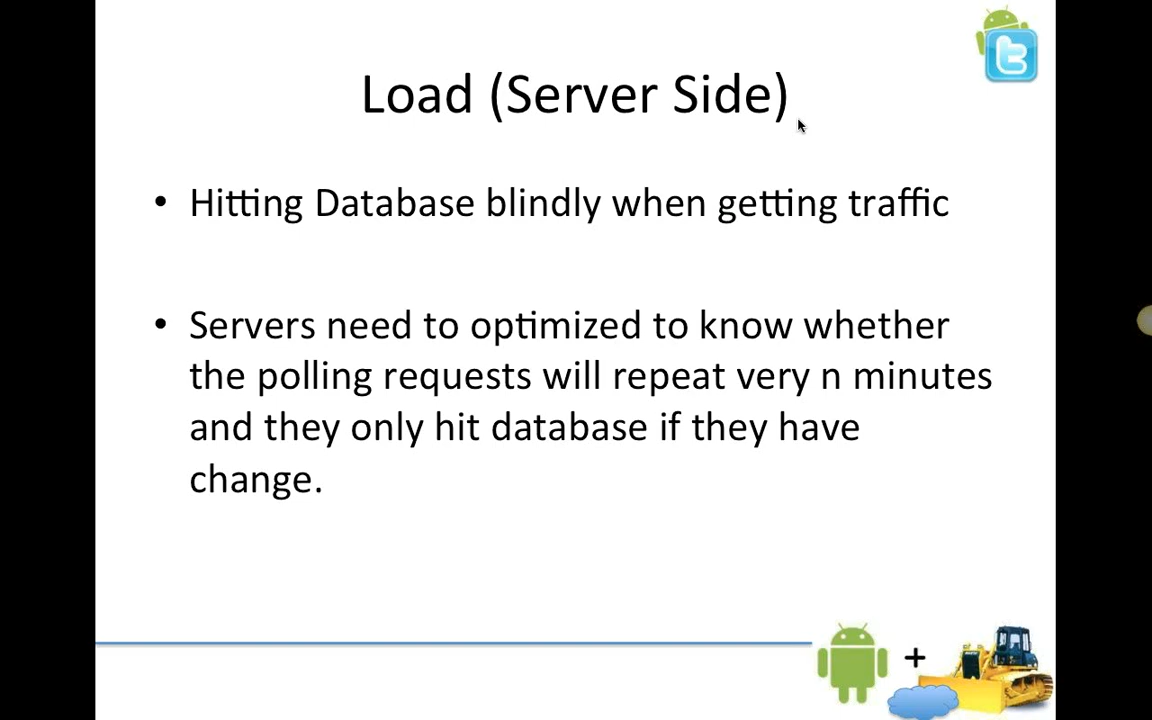 Load (Server Side)
• Hitting Database blindly when getting traffic
• Servers need to optimized to know whether
the polling requests will repeat very n minutes
and they only hit database if they have
change.
+